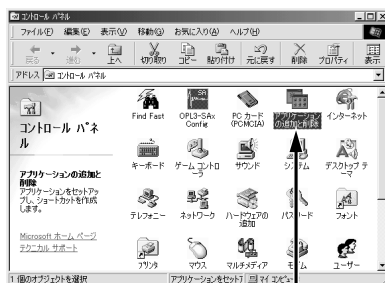 コントロール パネル
ファイル(F) 編集(E) 表示(V) 移動(G) お気に入り(A) ヘルプ(H)
戻る 進む 上へ 切り取り コピー 貼り付け 元に戻す 削除 プロパティ 表示
アドレス コントロール パネル
コントロール パネ
ル
アプリケーションの追加と
削除
アプリケーションをセットアッ
プし、ショートカットを作成
します。
Microsoft ホーム ページ
テクニカル サポート
Find Fast OPL3-SAx
Config PC カード
(PCMCIA) アプリケーション
の追加と削除 インターネット
キーボード ゲーム コントロ
ーラ サウンド システム デスクトップ テ
ーマ
テレフォニー ネットワーク ハードウェアの
追加 パスワード フォント
プリンタ マウス マルチメディア モデム ユーザー
1 個のオブジェクトを選択 アプリケーションをセットア マイ コンピュータ